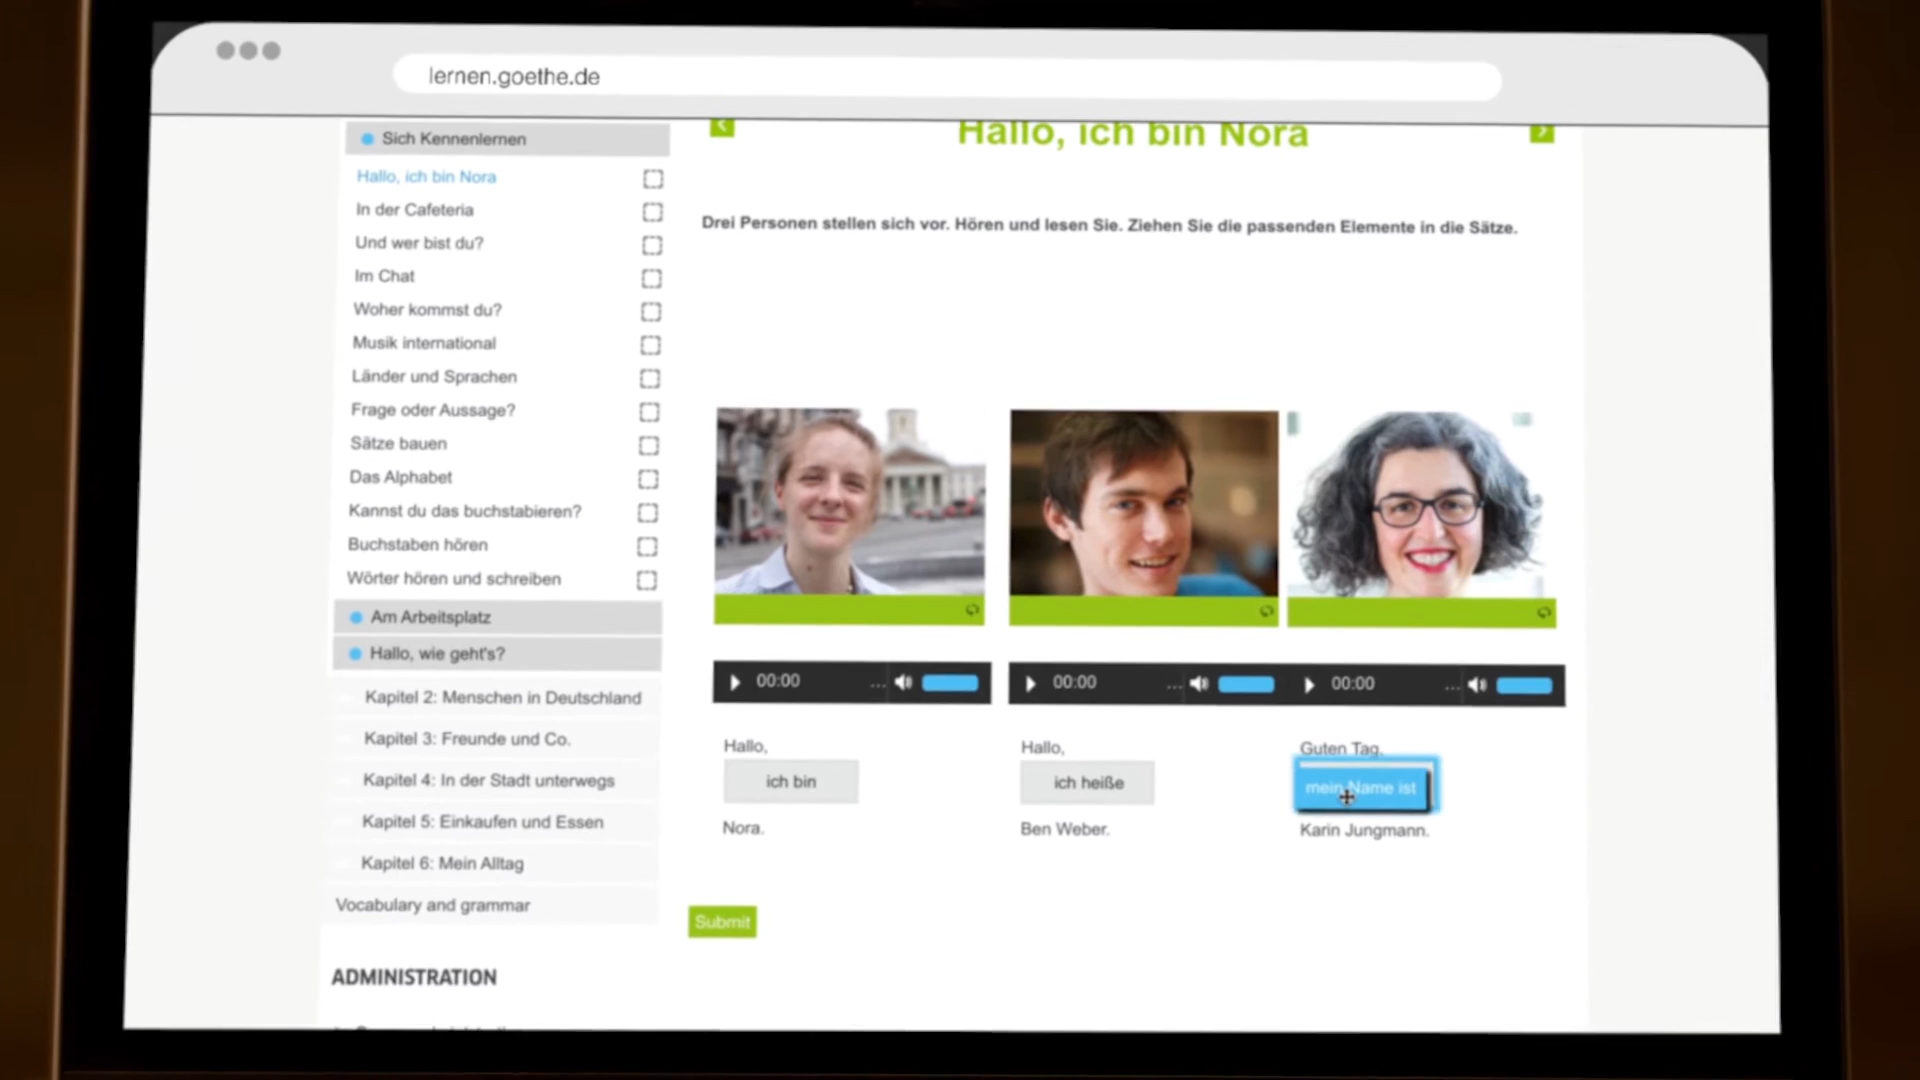 lernen.goethe.de
Sich Kennenlernen
Hallo, ich bin Nora
In der Cafeteria
Und wer bist du?
Im Chat
Woher kommst du?
Musik international
Länder und Sprachen
Frage oder Aussage?
Sätze bauen
Das Alphabet
Kannst du das buchstabieren?
Buchstaben hören
Wörter hören und schreiben
Am Arbeitsplatz
Hallo, wie geht's?
Kapitel 2: Menschen in Deutschland
Kapitel 3: Freunde und Co.
Kapitel 4: In der Stadt unterwegs
Kapitel 5: Einkaufen und Essen
Kapitel 6: Mein Alltag
Vocabulary and grammar
ADMINISTRATION
Hallo, ich bin Nora
Drei Personen stellen sich vor. Hören und lesen Sie. Ziehen Sie die passenden Elemente in die Sätze.
00:00 ...
00:00 ...
00:00 ...
Hallo,
ich bin
Nora.
Hallo,
ich heiße
Ben Weber.
Guten Tag,
mein Name ist
Karin Jungmann.
Submit